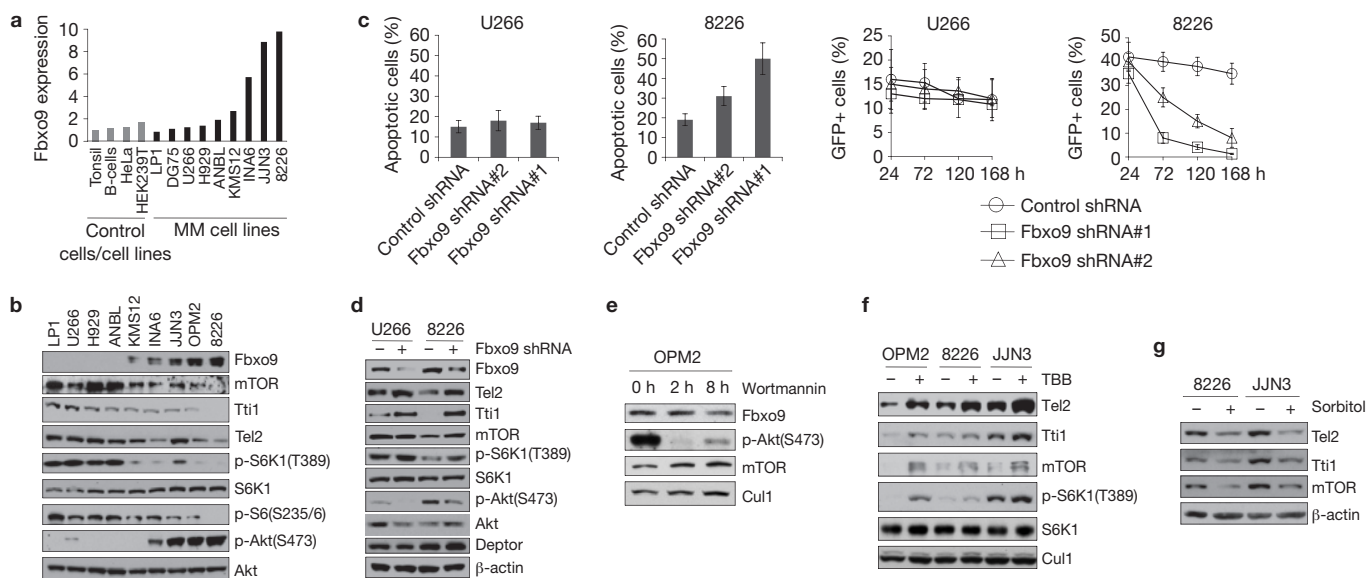 a
Fbxo9 expression
10
8
6
4
2
0
Tonsil
B-cells
HeLa
HEK239T
LP1
DG75
U266
H929
ANBL
KMS12
INA6
JJN3
8226
Control
cells/cell lines
MM cell lines
c
U266
Apoptotic cells (%)
60
50
40
30
20
10
0
Control shRNA
Fbxo9 shRNA#2
Fbxo9 shRNA#1
8226
Apoptotic cells (%)
60
50
40
30
20
10
0
Control shRNA
Fbxo9 shRNA#2
Fbxo9 shRNA#1
U266
GFP+ cells (%)
25
20
15
10
5
0
24 72 120 168 h
8226
GFP+ cells (%)
50
40
30
20
10
0
24 72 120 168 h
Control shRNA
Fbxo9 shRNA#1
Fbxo9 shRNA#2
b
LP1
U266
H929
ANBL
KMS12
INA6
JJN3
OPM2
8226
Fbxo9
mTOR
Tti1
Tel2
p-S6K1(T389)
S6K1
p-S6(S235/6)
p-Akt(S473)
Akt
d
U266 8226
– + – + Fbxo9 shRNA
Fbxo9
Tel2
Tti1
mTOR
p-S6K1(T389)
S6K1
p-Akt(S473)
Akt
Deptor
β-actin
e
OPM2
0 h 2 h 8 h Wortmannin
Fbxo9
p-Akt(S473)
mTOR
Cul1
f
OPM2 8226 JJN3
– + – + – + TBB
Tel2
Tti1
mTOR
p-S6K1(T389)
S6K1
Cul1
g
8226 JJN3
– + – + Sorbitol
Tel2
Tti1
mTOR
β-actin